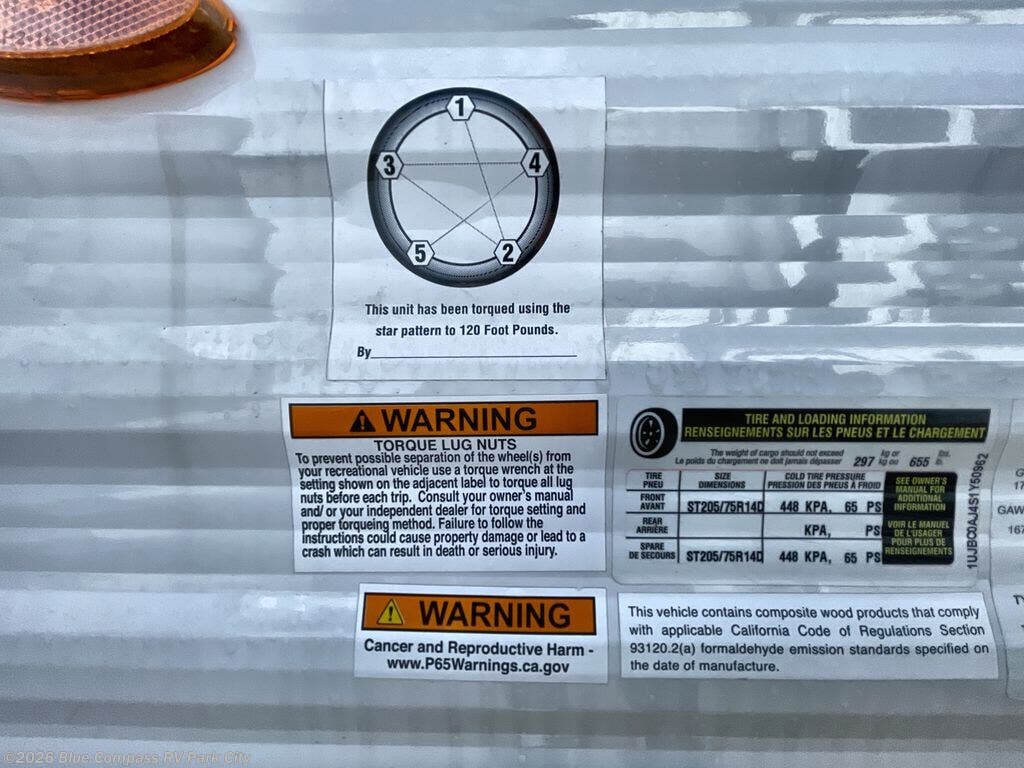 1
3
4
5
2
This unit has been torqued using the
star pattern to 120 Foot Pounds.
By
WARNING
TORQUE LUG NUTS
To prevent possible separation of the wheel(s) from
your recreational vehicle use a torque wrench at the
setting shown on the adjacent label to torque all lug
nuts before each trip. Consult your owner's manual
and/ or your independent dealer for torque setting and
proper torqueing method. Failure to follow the
instructions could cause property damage or lead to a
crash which can result in death or serious injury.
TIRE AND LOADING INFORMATION
RENSEIGNEMENTS SUR LES PNEUS ET LE CHARGEMENT
The weight of cargo should not exceed
Le poids du chargement ne doit jamais dépasser 297 kg or kg ou 655 lbs. lb.
TIRE SIZE COLD TIRE PRESSURE
PNEU DIMENSIONS PRESSION DES PNEUS À FROID
FRONT
AVANT ST205/75R14D 448 KPA, 65 PS
REAR
ARRIÈRE KPA, PS
SPARE
DE SECOURS ST205/75R14D 448 KPA, 65 PS
SEE OWNER'S
MANUAL FOR
ADDITIONAL
INFORMATION
VOIR LE MANUEL
DE L'USAGER
POUR PLUS DE
RENSEIGNEMENTS
1UJBC0AJ4S1Y50962
GAW
WARNING
Cancer and Reproductive Harm -
www.P65Warnings.ca.gov
This vehicle contains composite wood products that comply
with applicable California Code of Regulations Section
93120.2(a) formaldehyde emission standards specified on
the date of manufacture.
©2026 Blue Compass RV Park City